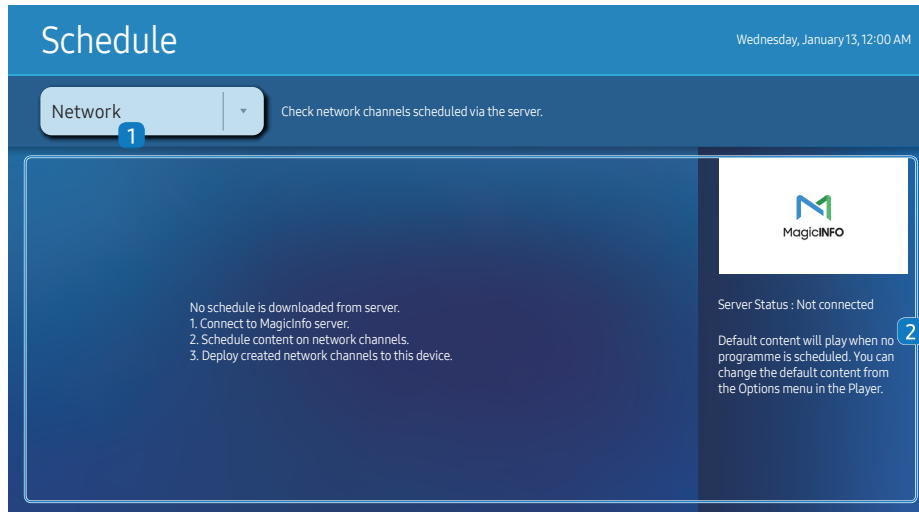 Schedule
Wednesday, January 13, 12:00 AM
Network
1
Check network channels scheduled via the server.
MagicINFO
No schedule is downloaded from server.
1. Connect to MagicInfo server.
2. Schedule content on network channels.
3. Deploy created network channels to this device.
Server Status : Not connected
2
Default content will play when no
programme is scheduled. You can
change the default content from
the Options menu in the Player.